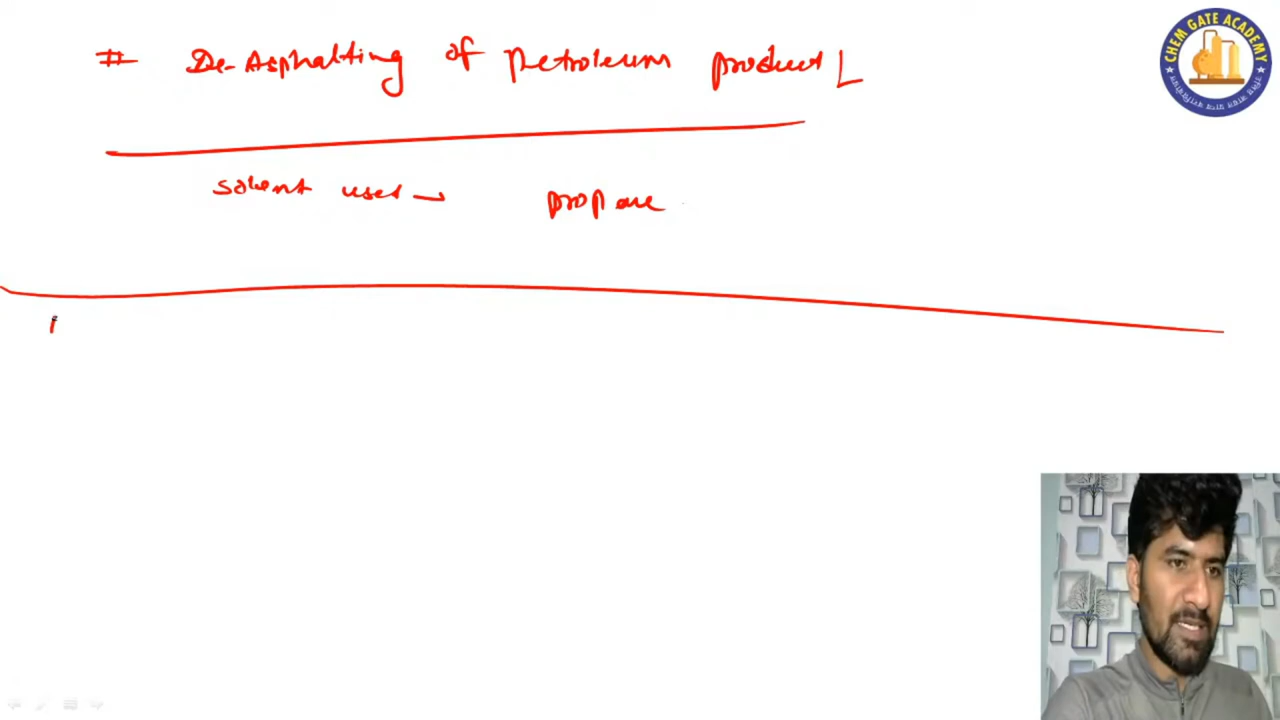 # De-Asphalting of petroleum product
solvent used → propane
CHEM GATE ACADEMY